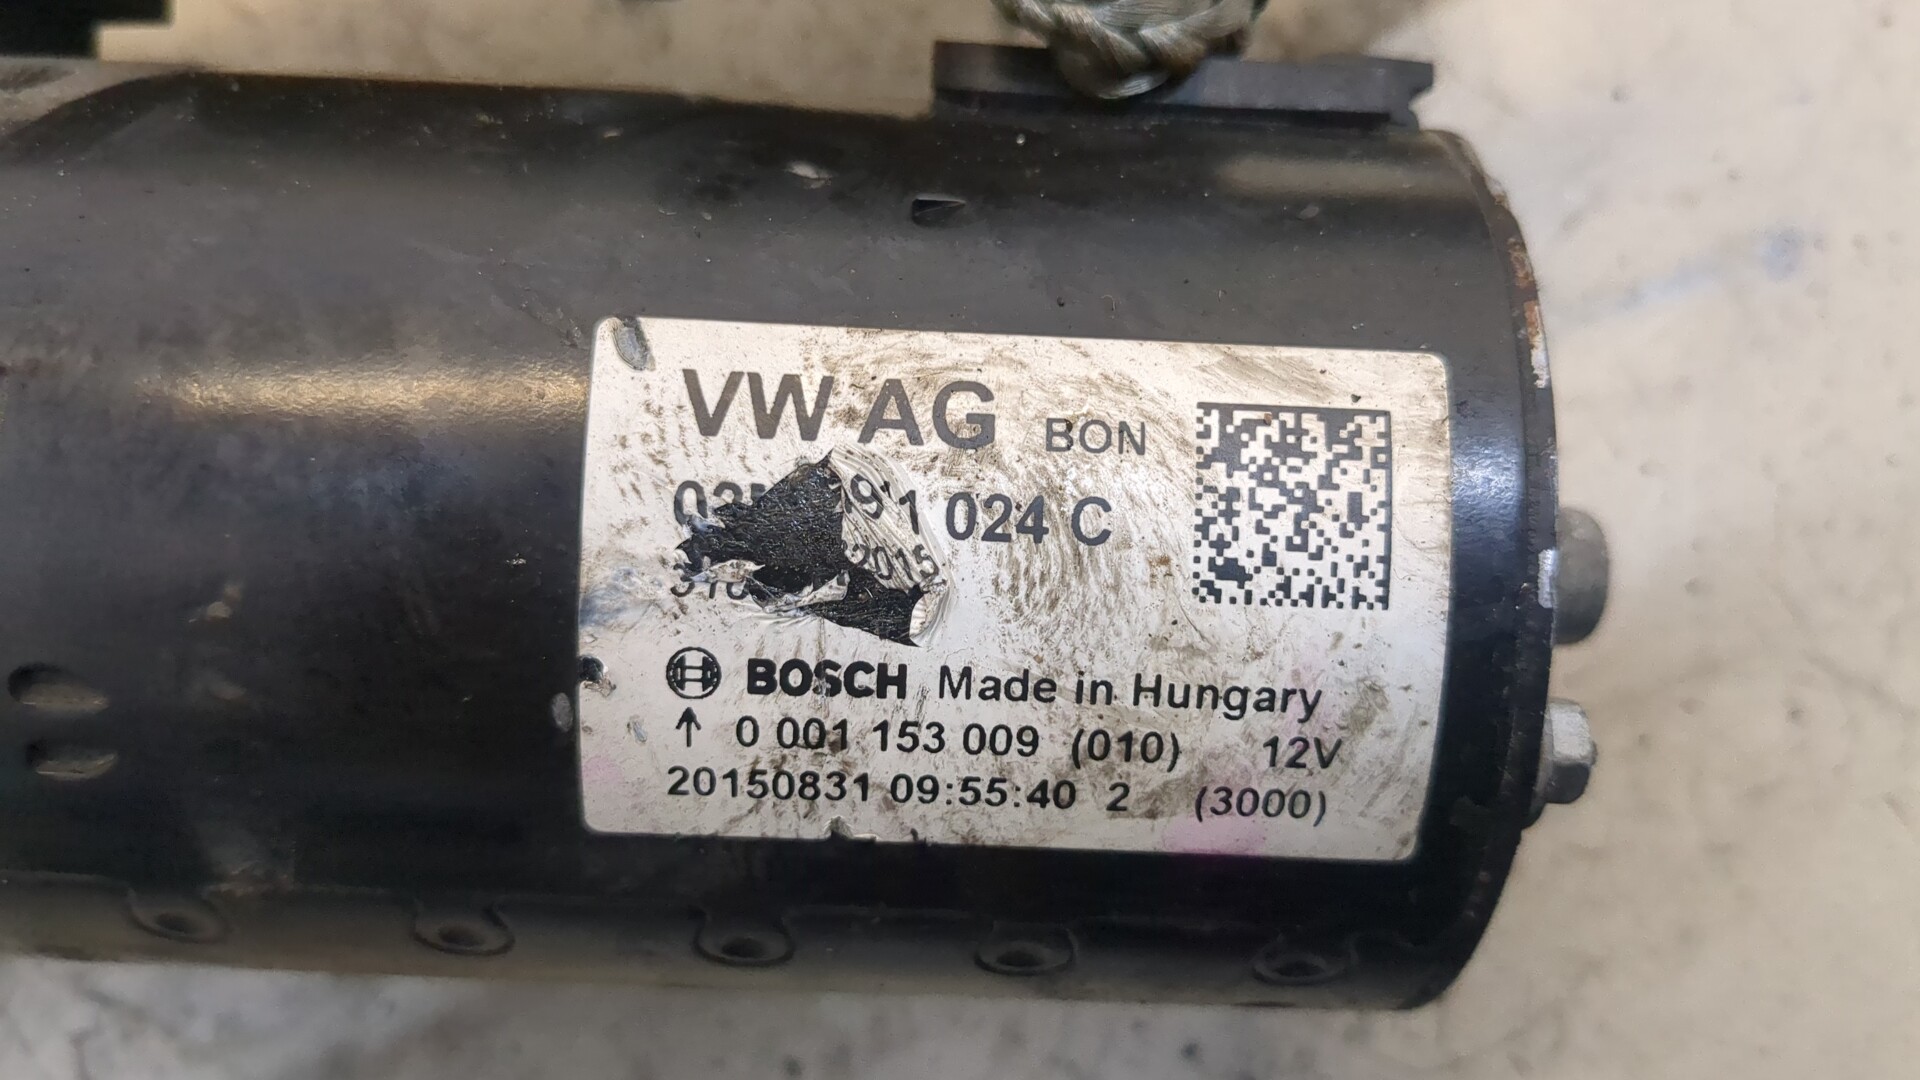 VW AG BON
1 024 C
2015
BOSCH Made in Hungary
↑ 0 001 153 009 (010) 12V
20150831 09:55:40 2 (3000)